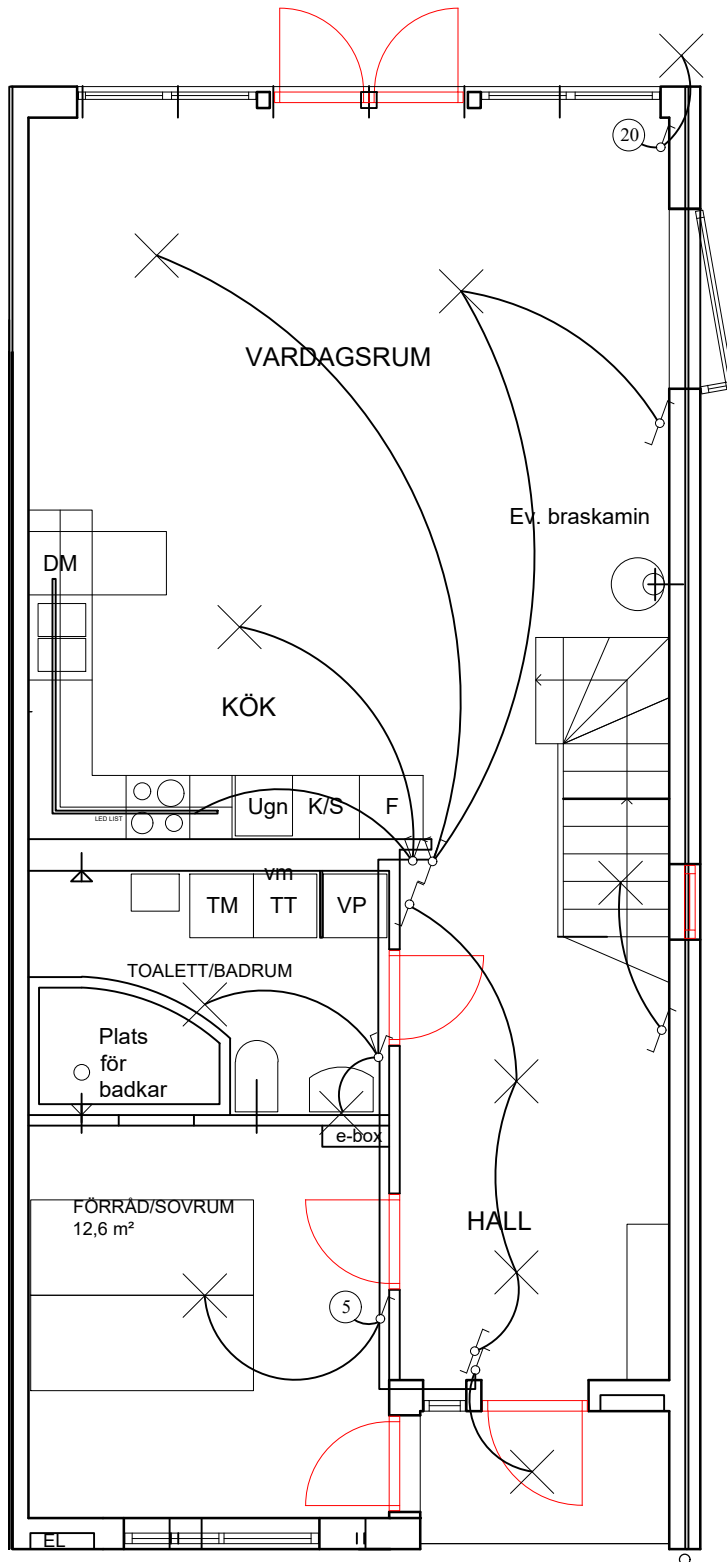 20
VARDAGSRUM
Ev. braskamin
DM
KÖK
Ugn
K/S
F
LED LIST
vm
TM
TT
VP
TOALETT/BADRUM
Plats
för
badkar
e-box
FÖRRÅD/SOVRUM
12,6 m²
HALL
5
EL